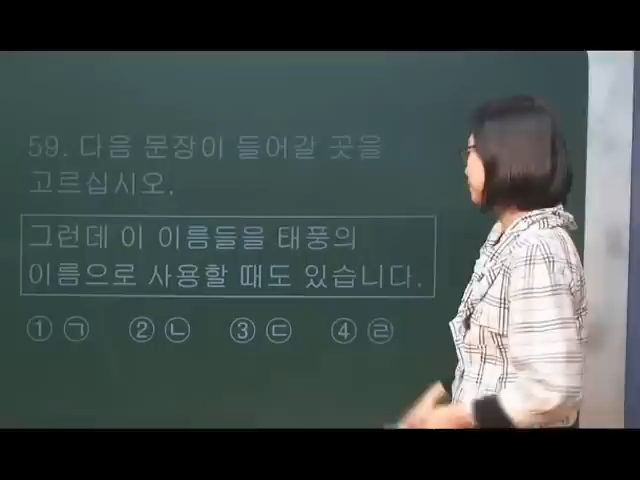 59. 다음 문장이 들어갈 곳을
고르십시오.
그런데 이 이름들을 태풍의
이름으로 사용할 때도 있습니다.
① ㉠ ② ㉡ ③ ㉢ ④ ㉣